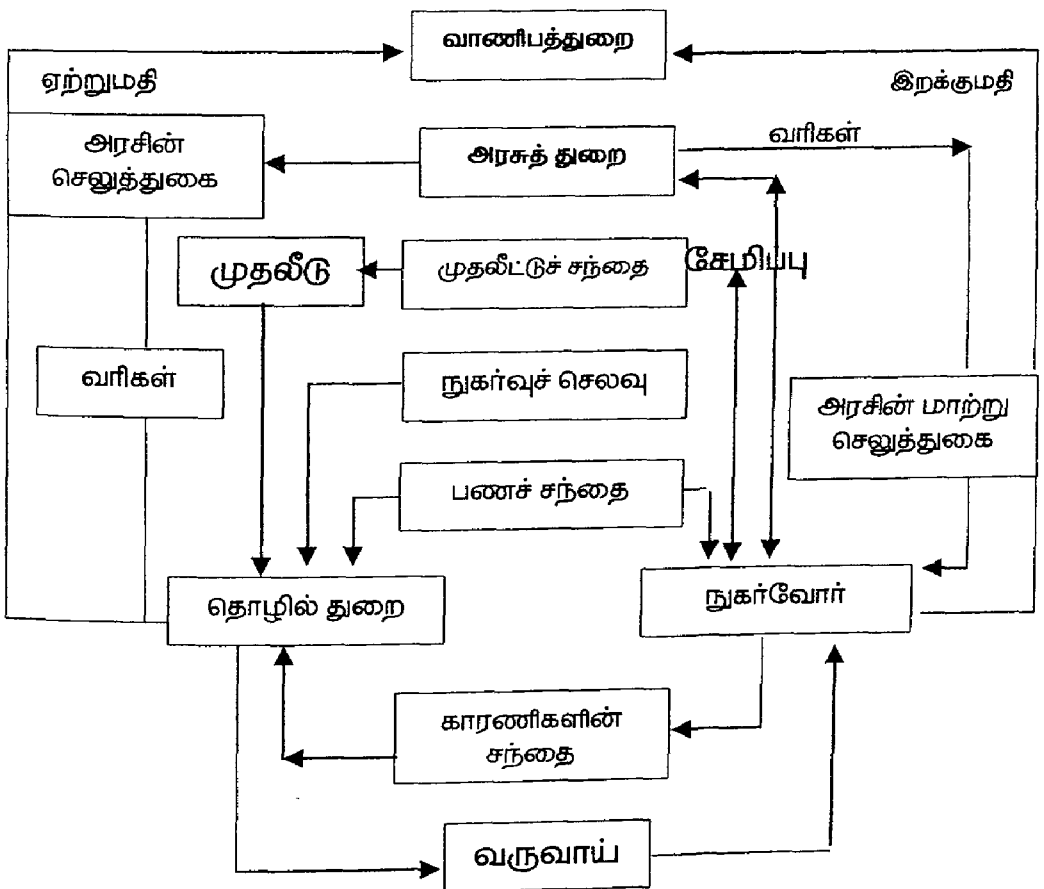 வாணிபத்துறை
ஏற்றுமதி
இறக்குமதி
அரசின்
செலுத்துகை
அரசுத் துறை
வரிகள்
முதலீடு
முதலீட்டுச் சந்தை
சேமிப்பு
வரிகள்
நுகர்வுச் செலவு
அரசின் மாற்று
செலுத்துகை
பணச் சந்தை
தொழில் துறை
நுகர்வோர்
காரணிகளின்
சந்தை
வருவாய்